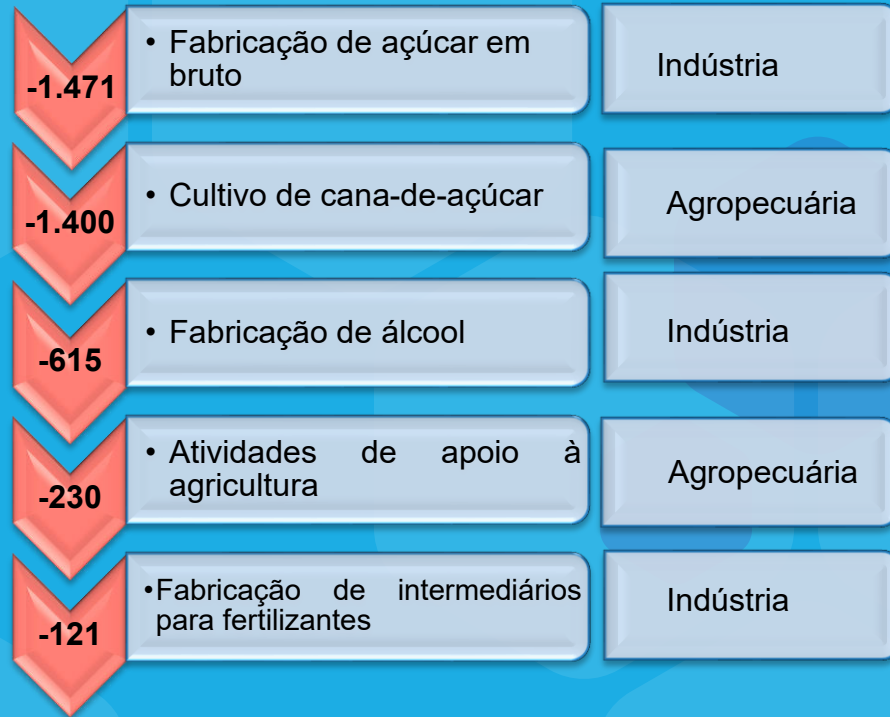 -1.471
• Fabricação de açúcar em
bruto
Indústria
-1.400
• Cultivo de cana-de-açúcar
Agropecuária
-615
• Fabricação de álcool
Indústria
-230
• Atividades de apoio à
agricultura
Agropecuária
-121
•Fabricação de intermediários
para fertilizantes
Indústria